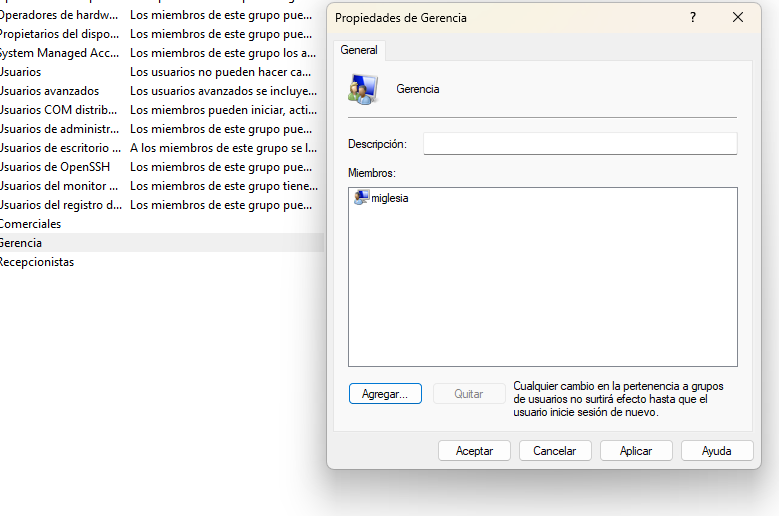 Operadores de hardw... Los miembros de este grupo pue...
Propietarios del dispo... Los miembros de este grupo pue...
System Managed Acc... Los miembros de este grupo los a...
Usuarios Los usuarios no pueden hacer ca...
Usuarios avanzados Los usuarios avanzados se incluye...
Usuarios COM distrib... Los miembros pueden iniciar, acti...
Usuarios de administr... Los miembros de este grupo pue...
Usuarios de escritorio ... A los miembros de este grupo se l...
Usuarios de OpenSSH Los miembros de este grupo pue...
Usuarios del monitor ... Los miembros de este grupo tiene...
Usuarios del registro d... Los miembros de este grupo pue...
Comerciales
Gerencia
Recepcionistas
Propiedades de Gerencia ?
General
Gerencia
Descripción:
Miembros:
miglesia
Agregar... Quitar
Cualquier cambio en la pertenencia a grupos
de usuarios no surtirá efecto hasta que el
usuario inicie sesión de nuevo.
Aceptar Cancelar Aplicar Ayuda